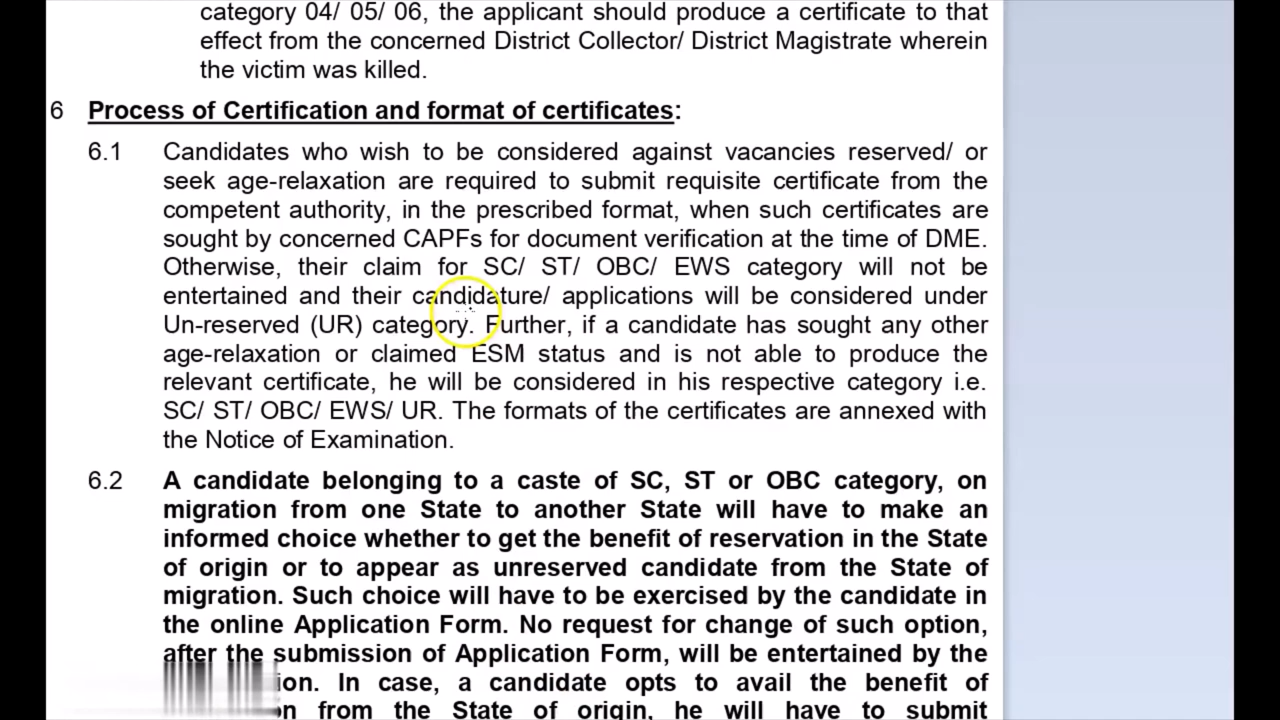 category 04/ 05/ 06, the applicant should produce a certificate to that
effect from the concerned District Collector/ District Magistrate wherein
the victim was killed.
6 Process of Certification and format of certificates:
6.1 Candidates who wish to be considered against vacancies reserved/ or
seek age-relaxation are required to submit requisite certificate from the
competent authority, in the prescribed format, when such certificates are
sought by concerned CAPFs for document verification at the time of DME.
Otherwise, their claim for SC/ ST/ OBC/ EWS category will not be
entertained and their candidature/ applications will be considered under
Un-reserved (UR) category. Further, if a candidate has sought any other
age-relaxation or claimed ESM status and is not able to produce the
relevant certificate, he will be considered in his respective category i.e.
SC/ ST/ OBC/ EWS/ UR. The formats of the certificates are annexed with
the Notice of Examination.
6.2 A candidate belonging to a caste of SC, ST or OBC category, on
migration from one State to another State will have to make an
informed choice whether to get the benefit of reservation in the State
of origin or to appear as unreserved candidate from the State of
migration. Such choice will have to be exercised by the candidate in
the online Application Form. No request for change of such option,
after the submission of Application Form, will be entertained by the
In case, a candidate opts to avail the benefit of
from the State of origin, he will have to submit